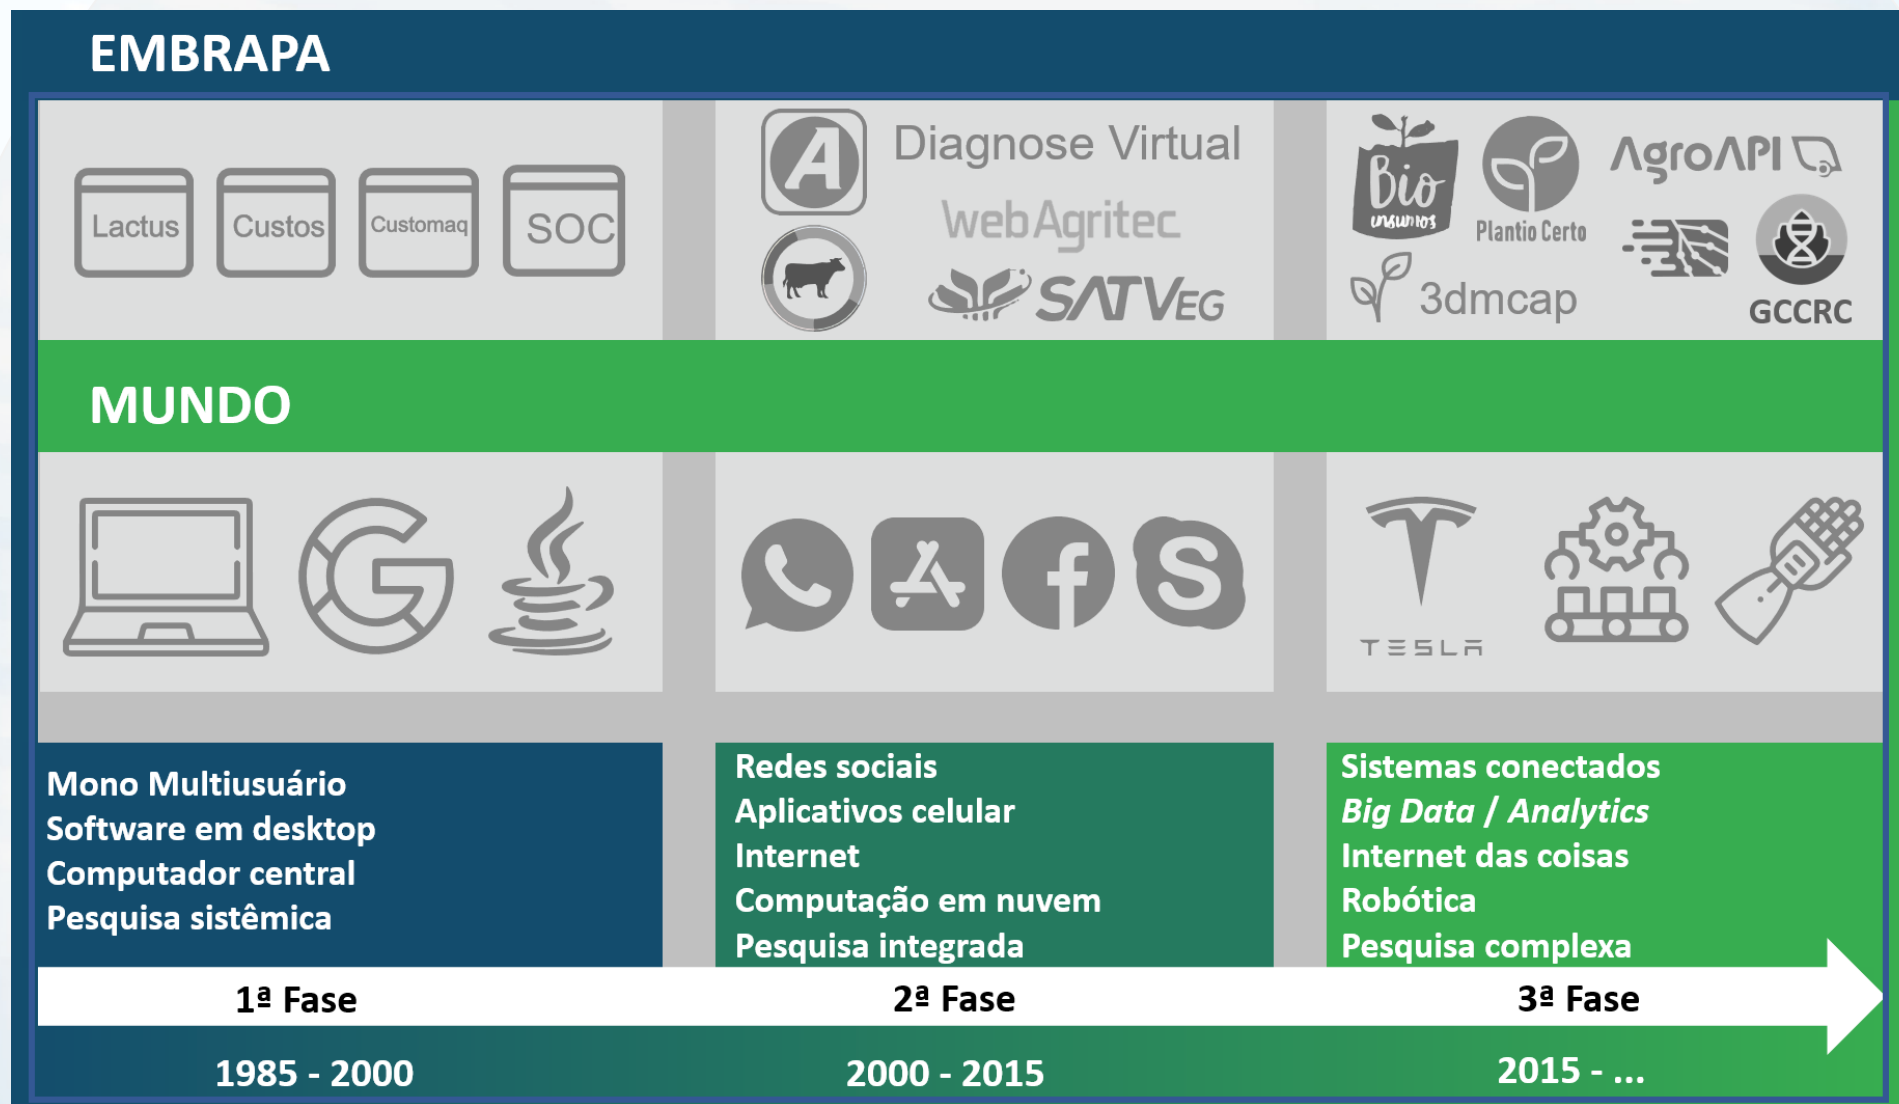 EMBRAPA
Lactus
Custos
Customaq
SOC
A
Diagnose Virtual
WebAgritec
SATVEG
Bio
insumos
Plantio Certo
AgroAPI
3dmcap
GCCRC
MUNDO
G
f
S
TESLA
Mono Multiusuário
Software em desktop
Computador central
Pesquisa sistêmica
Redes sociais
Aplicativos celular
Internet
Computação em nuvem
Pesquisa integrada
Sistemas conectados
Big Data / Analytics
Internet das coisas
Robótica
Pesquisa complexa
1ª Fase
2ª Fase
3ª Fase
1985 - 2000
2000 - 2015
2015 - ...